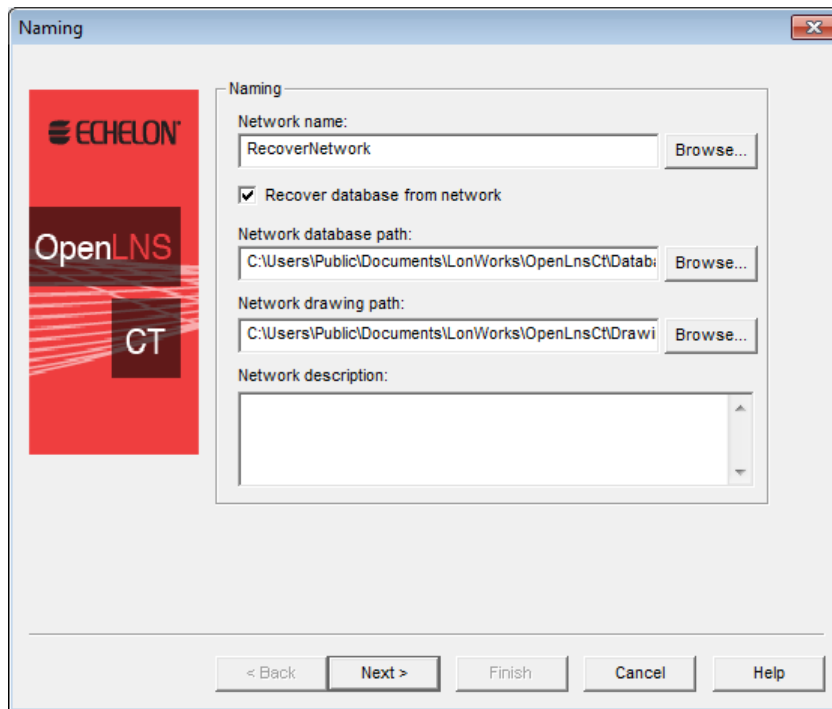 Naming
ECHELON
OpenLNS
CT
Naming
Network name:
RecoverNetwork
Browse...
Recover database from network
Network database path:
C:\Users\Public\Documents\LonWorks\OpenLnsCt\Databa
Browse...
Network drawing path:
C:\Users\Public\Documents\LonWorks\OpenLnsCt\Drawi
Browse...
Network description:
< Back
Next >
Finish
Cancel
Help